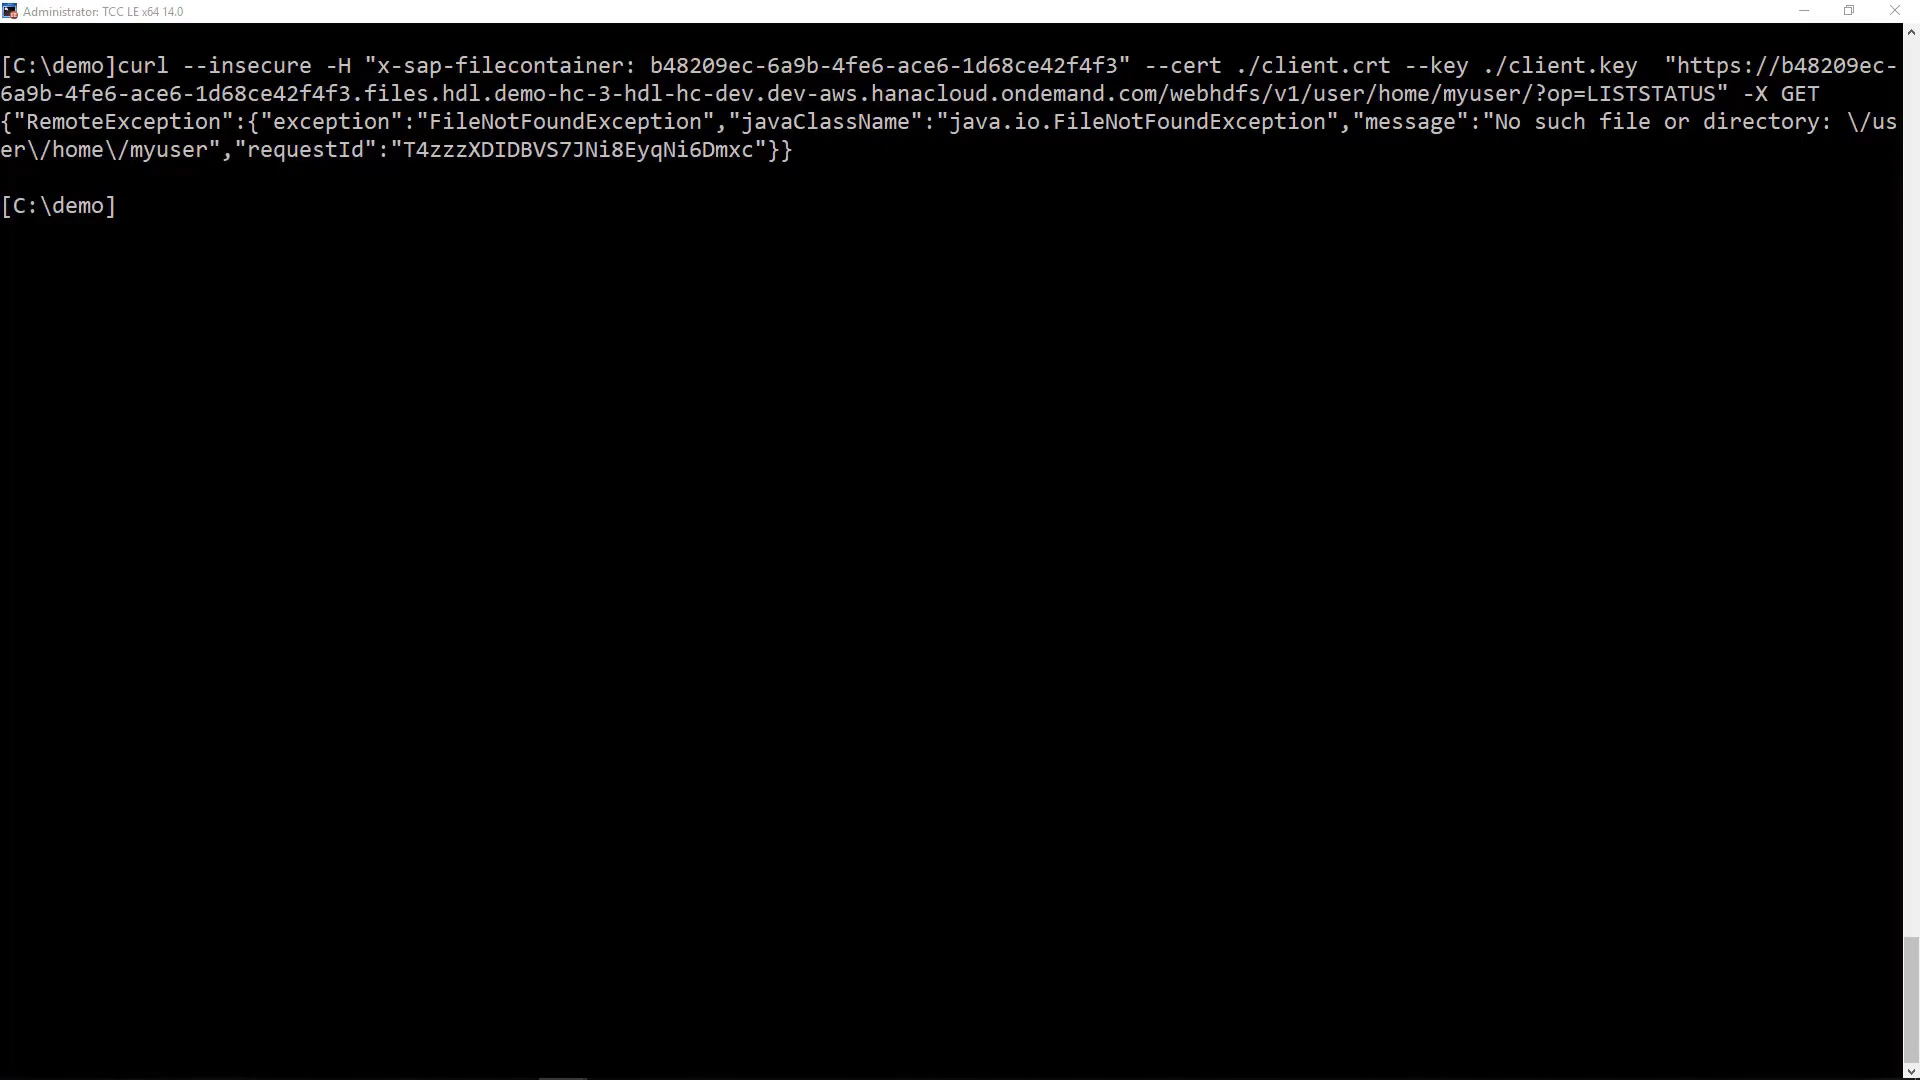 Administrator: TCC LE x64 14.0
[C:\demo]curl --insecure -H "x-sap-filecontainer: b48209ec-6a9b-4fe6-ace6-1d68ce42f4f3" --cert ./client.crt --key ./client.key  "https://b48209ec-
6a9b-4fe6-ace6-1d68ce42f4f3.files.hdl.demo-hc-3-hdl-hc-dev.dev-aws.hanacloud.ondemand.com/webhdfs/v1/user/home/myuser/?op=LISTSTATUS" -X GET
{"RemoteException":{"exception":"FileNotFoundException","javaClassName":"java.io.FileNotFoundException","message":"No such file or directory: \/us
er\/home\/myuser","requestId":"T4zzzXDIDBVS7JNi8EyqNi6Dmxc"}}
[C:\demo]